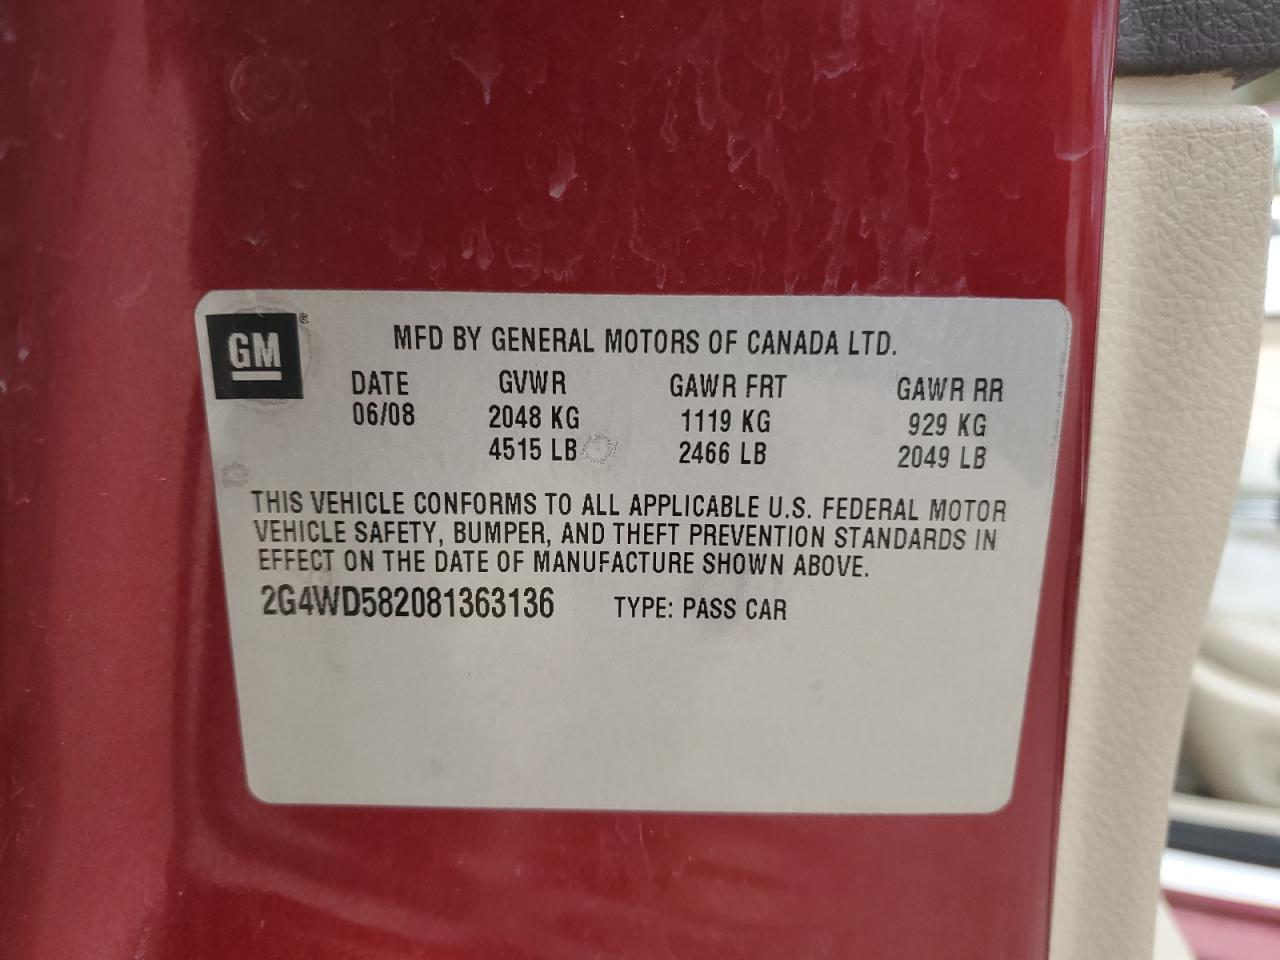 GM ®
MFD BY GENERAL MOTORS OF CANADA LTD.
DATE GVWR GAWR FRT GAWR RR
06/08 2048 KG 1119 KG 929 KG
4515 LB 2466 LB 2049 LB
THIS VEHICLE CONFORMS TO ALL APPLICABLE U.S. FEDERAL MOTOR
VEHICLE SAFETY, BUMPER, AND THEFT PREVENTION STANDARDS IN
EFFECT ON THE DATE OF MANUFACTURE SHOWN ABOVE.
2G4WD582081363136 TYPE: PASS CAR